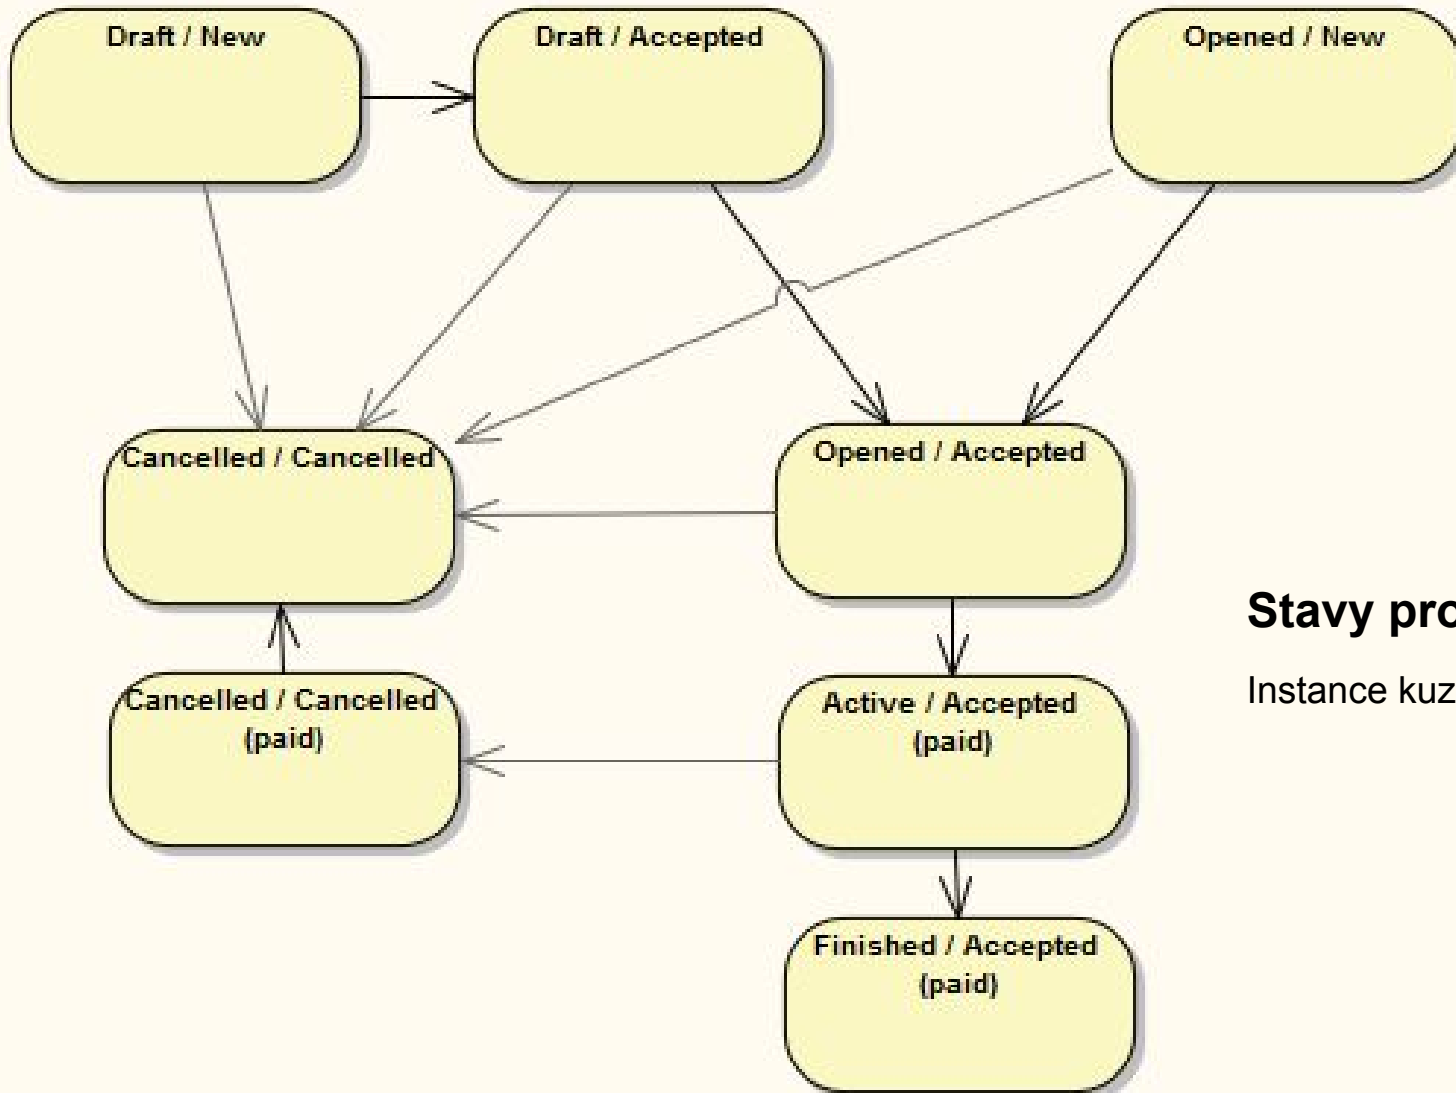 Draft / New
Draft / Accepted
Opened / New
Cancelled / Cancelled
Opened / Accepted
Stavy pro
Instance kuz
Cancelled / Cancelled
(paid)
Active / Accepted
(paid)
Finished / Accepted
(paid)